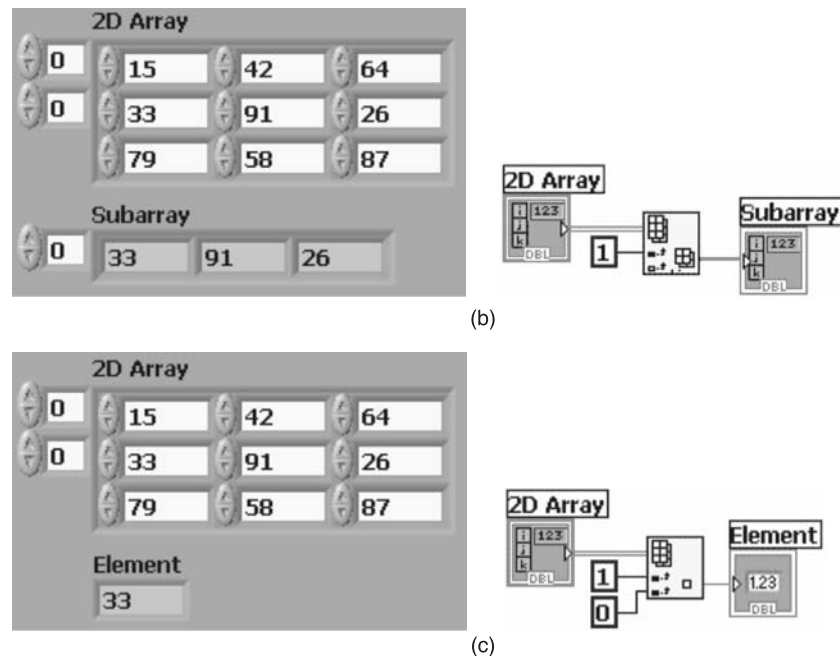 2D Array
0 15 42 64
0 33 91 26
79 58 87
Subarray
0 33 91 26
2D Array
i 123
j
k
DBL
1
Subarray
i 123
j
k
DBL
(b)
2D Array
0 15 42 64
0 33 91 26
79 58 87
Element
33
2D Array
i 123
j
k
DBL
1
0
Element
1.23
DBL
(c)